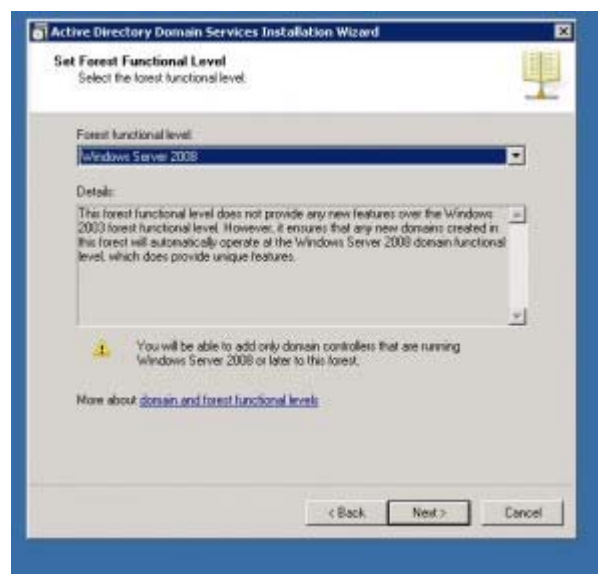 Active Directory Domain Services Installation Wizard
Set Forest Functional Level
Select the forest functional level.
Forest functional level:
Windows Server 2008
Details:
This forest functional level does not provide any new features over the Windows
2003 forest functional level. However, it ensures that any new domains created in
this forest will automatically operate at the Windows Server 2008 domain functional
level, which does provide unique features.
You will be able to add only domain controllers that are running
Windows Server 2008 or later to this forest.
More about domain and forest functional levels
< Back
Next >
Cancel